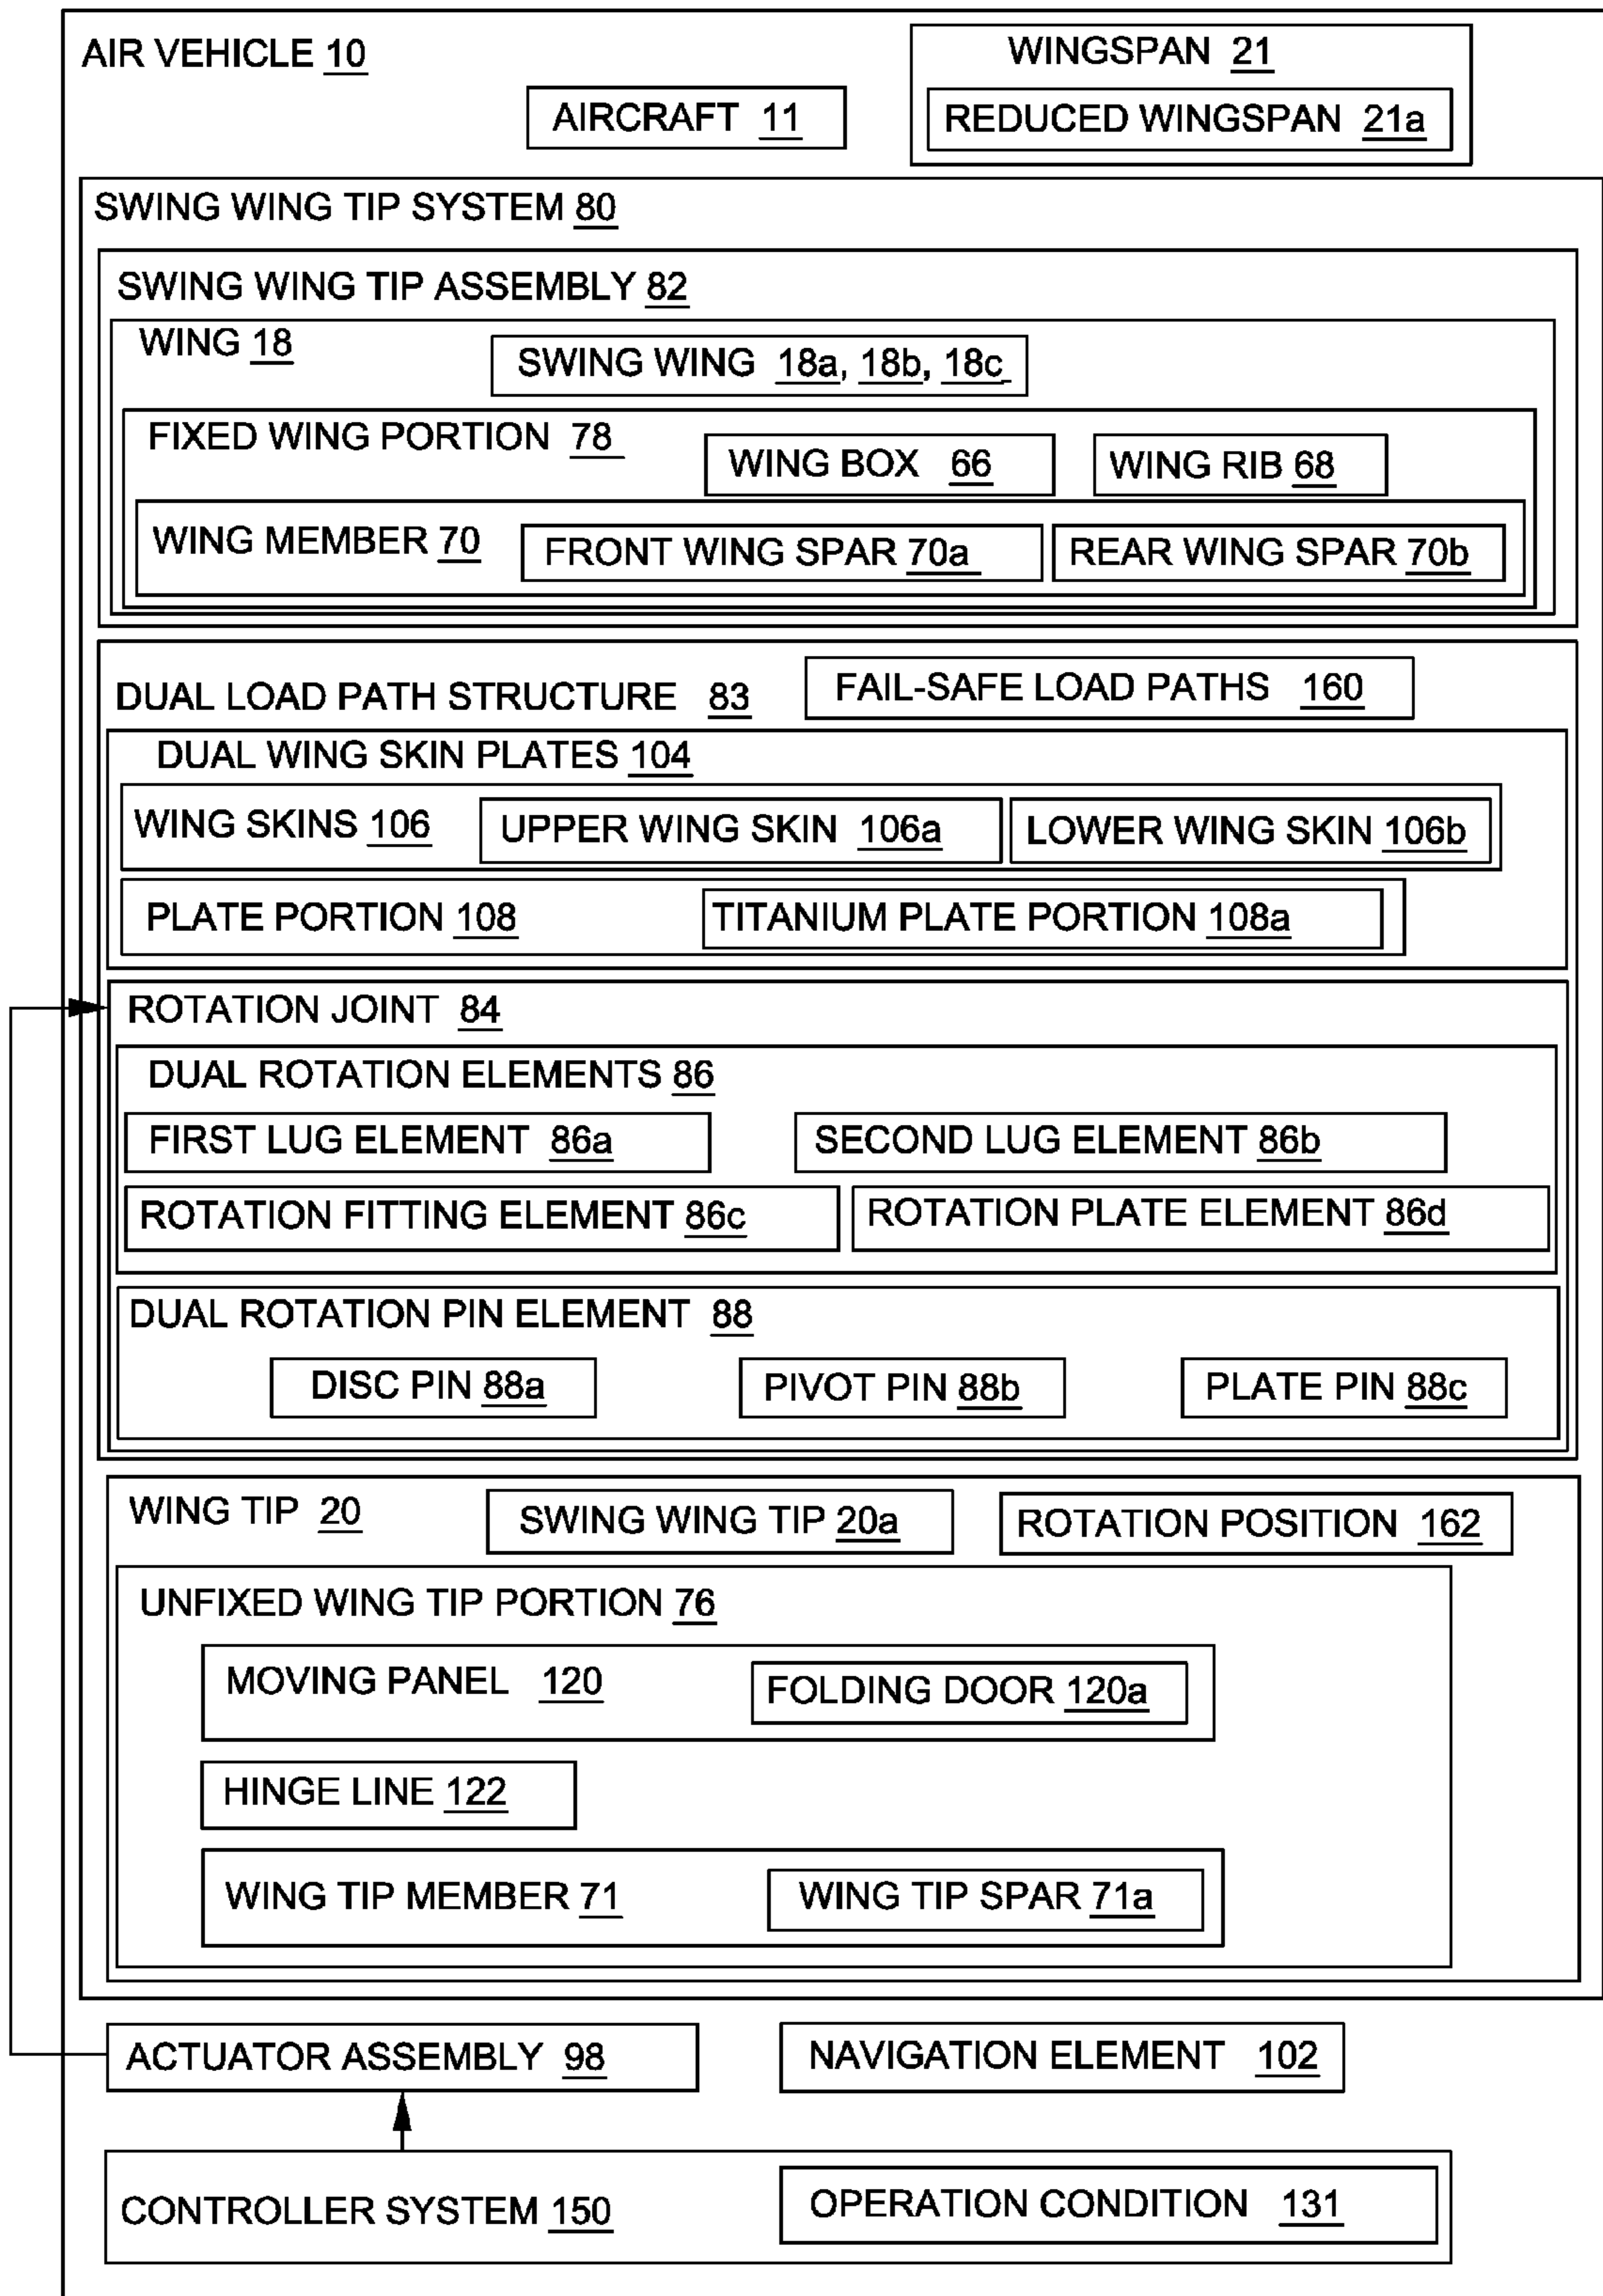 AIR VEHICLE 10
WINGSPAN 21
AIRCRAFT 11
REDUCED WINGSPAN 21a
SWING WING TIP SYSTEM 80
SWING WING TIP ASSEMBLY 82
WING 18
SWING WING 18a, 18b, 18c
FIXED WING PORTION 78
WING BOX 66
WING RIB 68
WING MEMBER 70
FRONT WING SPAR 70a
REAR WING SPAR 70b
DUAL LOAD PATH STRUCTURE 83
FAIL-SAFE LOAD PATHS 160
DUAL WING SKIN PLATES 104
WING SKINS 106
UPPER WING SKIN 106a
LOWER WING SKIN 106b
PLATE PORTION 108
TITANIUM PLATE PORTION 108a
ROTATION JOINT 84
DUAL ROTATION ELEMENTS 86
FIRST LUG ELEMENT 86a
SECOND LUG ELEMENT 86b
ROTATION FITTING ELEMENT 86c
ROTATION PLATE ELEMENT 86d
DUAL ROTATION PIN ELEMENT 88
DISC PIN 88a
PIVOT PIN 88b
PLATE PIN 88c
WING TIP 20
SWING WING TIP 20a
ROTATION POSITION 162
UNFIXED WING TIP PORTION 76
MOVING PANEL 120
FOLDING DOOR 120a
HINGE LINE 122
WING TIP MEMBER 71
WING TIP SPAR 71a
ACTUATOR ASSEMBLY 98
NAVIGATION ELEMENT 102
CONTROLLER SYSTEM 150
OPERATION CONDITION 131